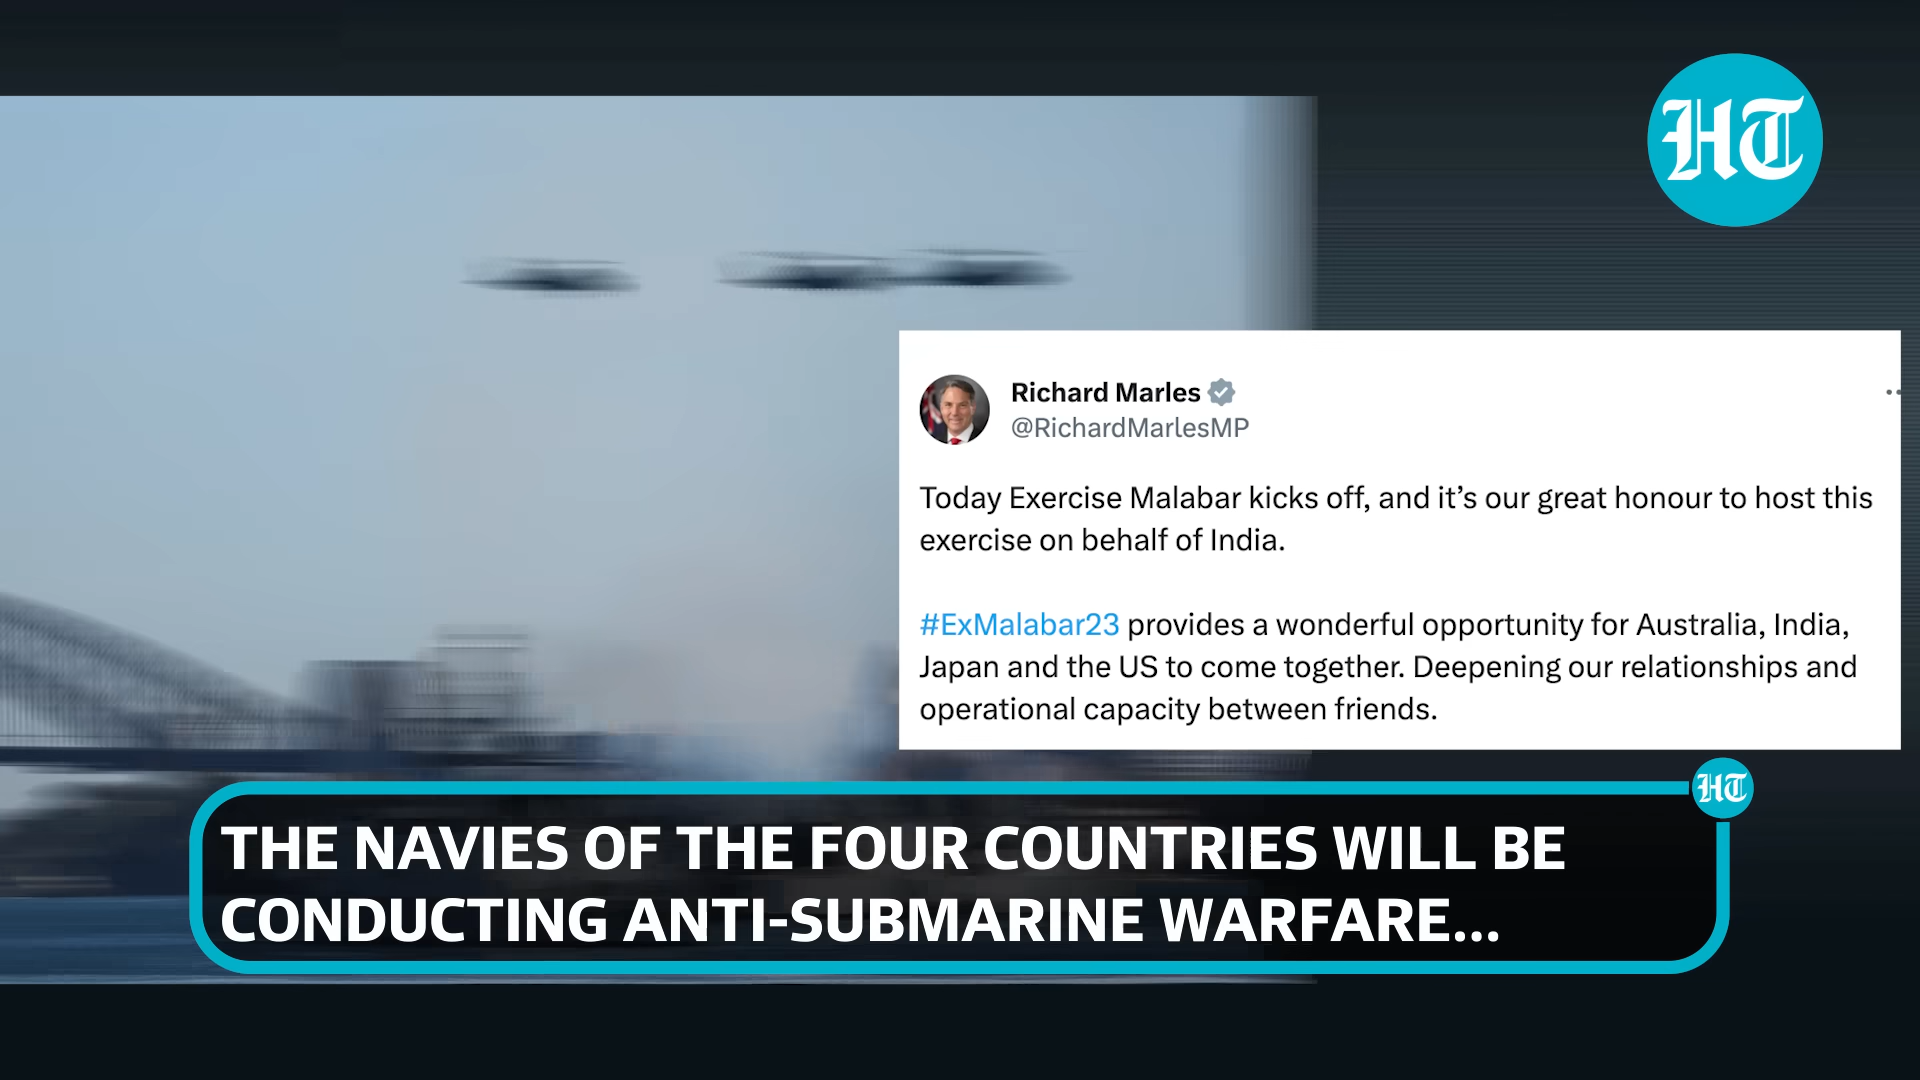 HT
Richard Marles
@RichardMarlesMP
Today Exercise Malabar kicks off, and it’s our great honour to host this
exercise on behalf of India.
#ExMalabar23 provides a wonderful opportunity for Australia, India,
Japan and the US to come together. Deepening our relationships and
operational capacity between friends.
HT
THE NAVIES OF THE FOUR COUNTRIES WILL BE
CONDUCTING ANTI-SUBMARINE WARFARE...